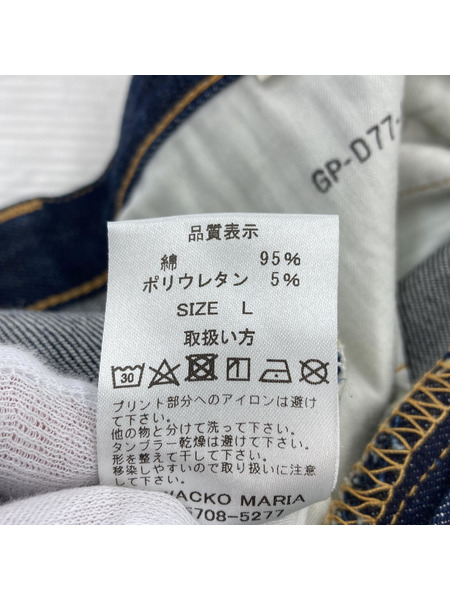 GP-D77-
品質表示
綿 95%
ポリウレタン 5%
SIZE L
取扱い方
30 P
プリント部分へのアイロンは避け
て下さい。
他の物と分けて洗って下さい。
タンブラー乾燥は避けて下さい。
形を整えて干して下さい。
移染しやすいので取り扱いに注意
して下さい。
WACKO MARIA
5708-5277